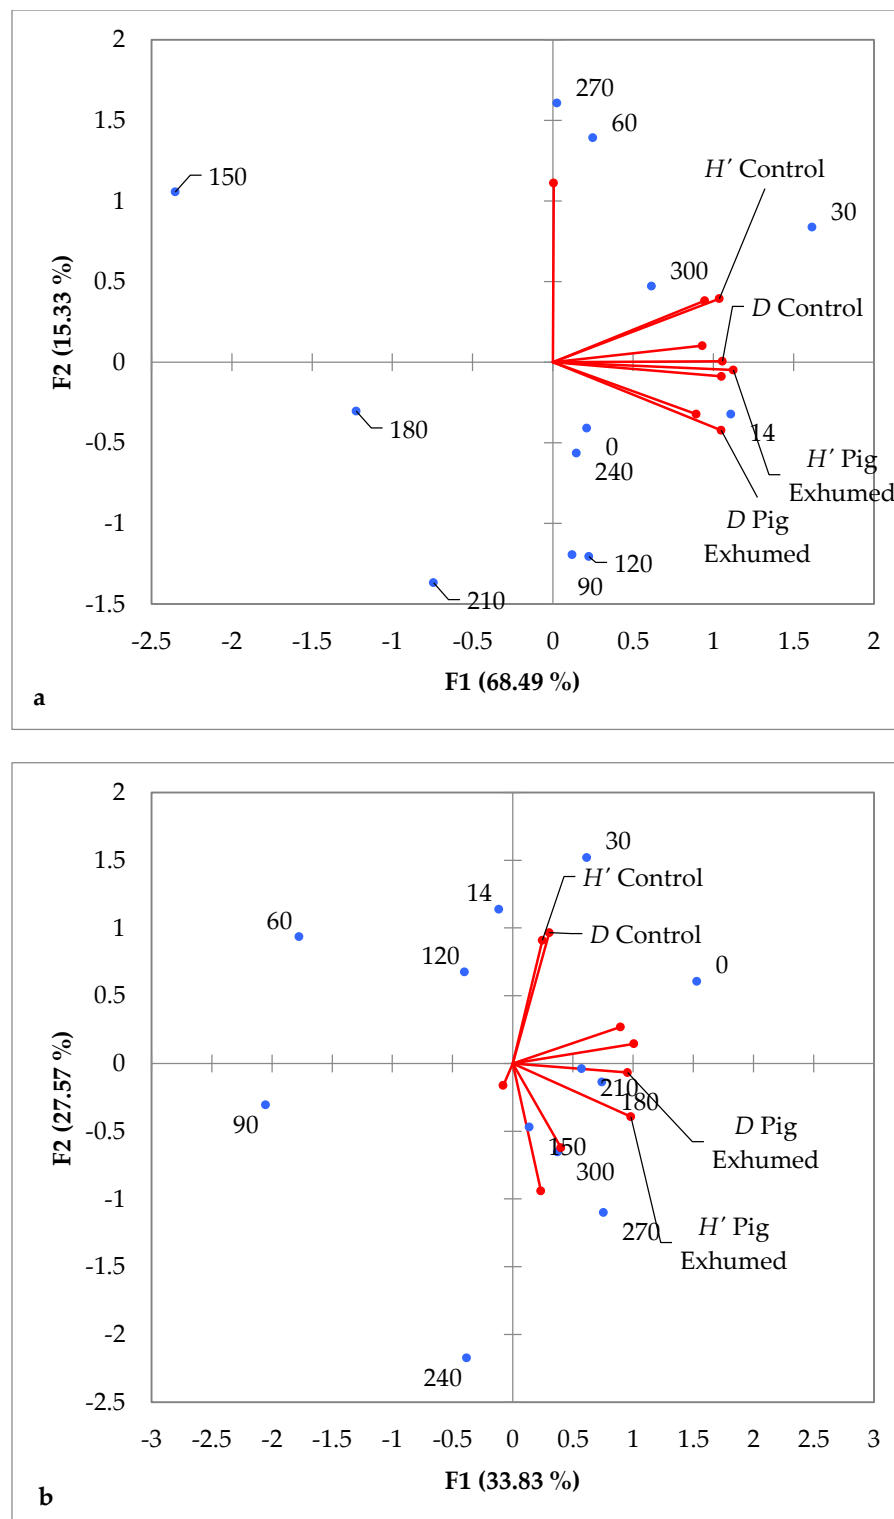 2
270
1.5
60
H′ Control
150
1
30
0.5
300
D Control
F2 (15.33 %)
0
180
-0.5
0
14
240
H′ Pig
Exhumed
D Pig
Exhumed
-1
120
90
210
-1.5
-2.5 -2 -1.5 -1 -0.5 0 0.5 1 1.5 2
F1 (68.49 %)
a
2
30
1.5
H′ Control
14
60
1
D Control
120
0
0.5
F2 (27.57 %)
0
210
180
90
-0.5
150
D Pig
Exhumed
300
-1
270
H′ Pig
Exhumed
-1.5
-2
240
-2.5
-3 -2 -2 -1 -1 0 0.5 1 1.5 2 2.5 3
F1 (33.83 %)
b